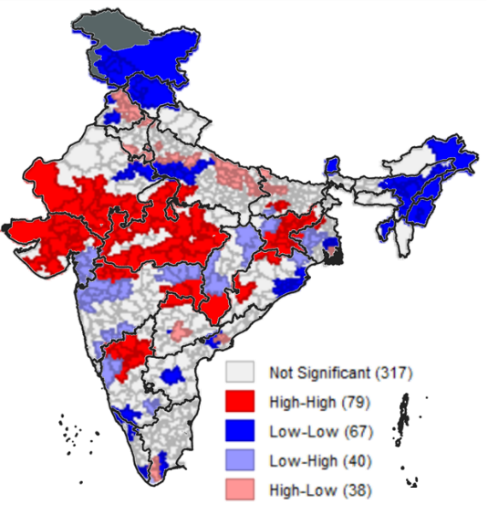 Not Significant (317)
High-High (79)
Low-Low (67)
Low-High (40)
High-Low (38)